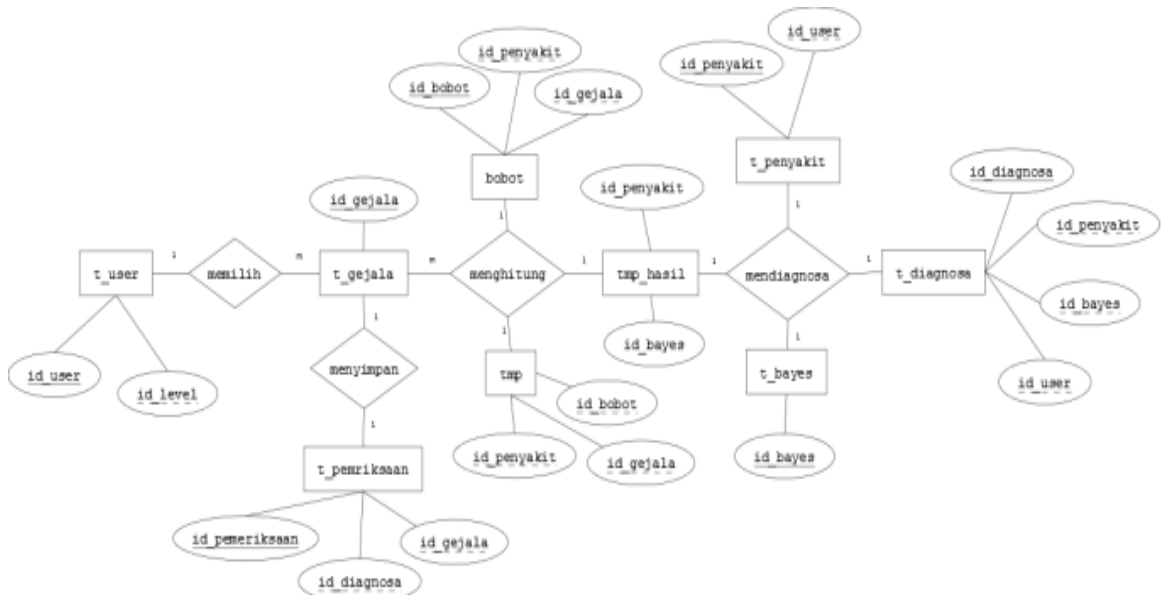 id_user
id_penyakit
id_penyakit
id_bobot
id_gejala
t_penyakit
bobot
id_diagnosa
id_penyakit
id_gejala
id_penyakit
1
1
t_user
1
memilih
m
t_gejala
m
menghitung
1
tmp_hasil
1
mendiagnosa
1
t_diagnosa
id_bayes
1
1
1
id_bayes
menyimpan
tmp
t_bayes
id_user
id_level
id_bobot
id_user
1
id_penyakit
id_gejala
id_bayes
t_pemriksaan
id_pemeriksaan
id_gejala
id_diagnosa